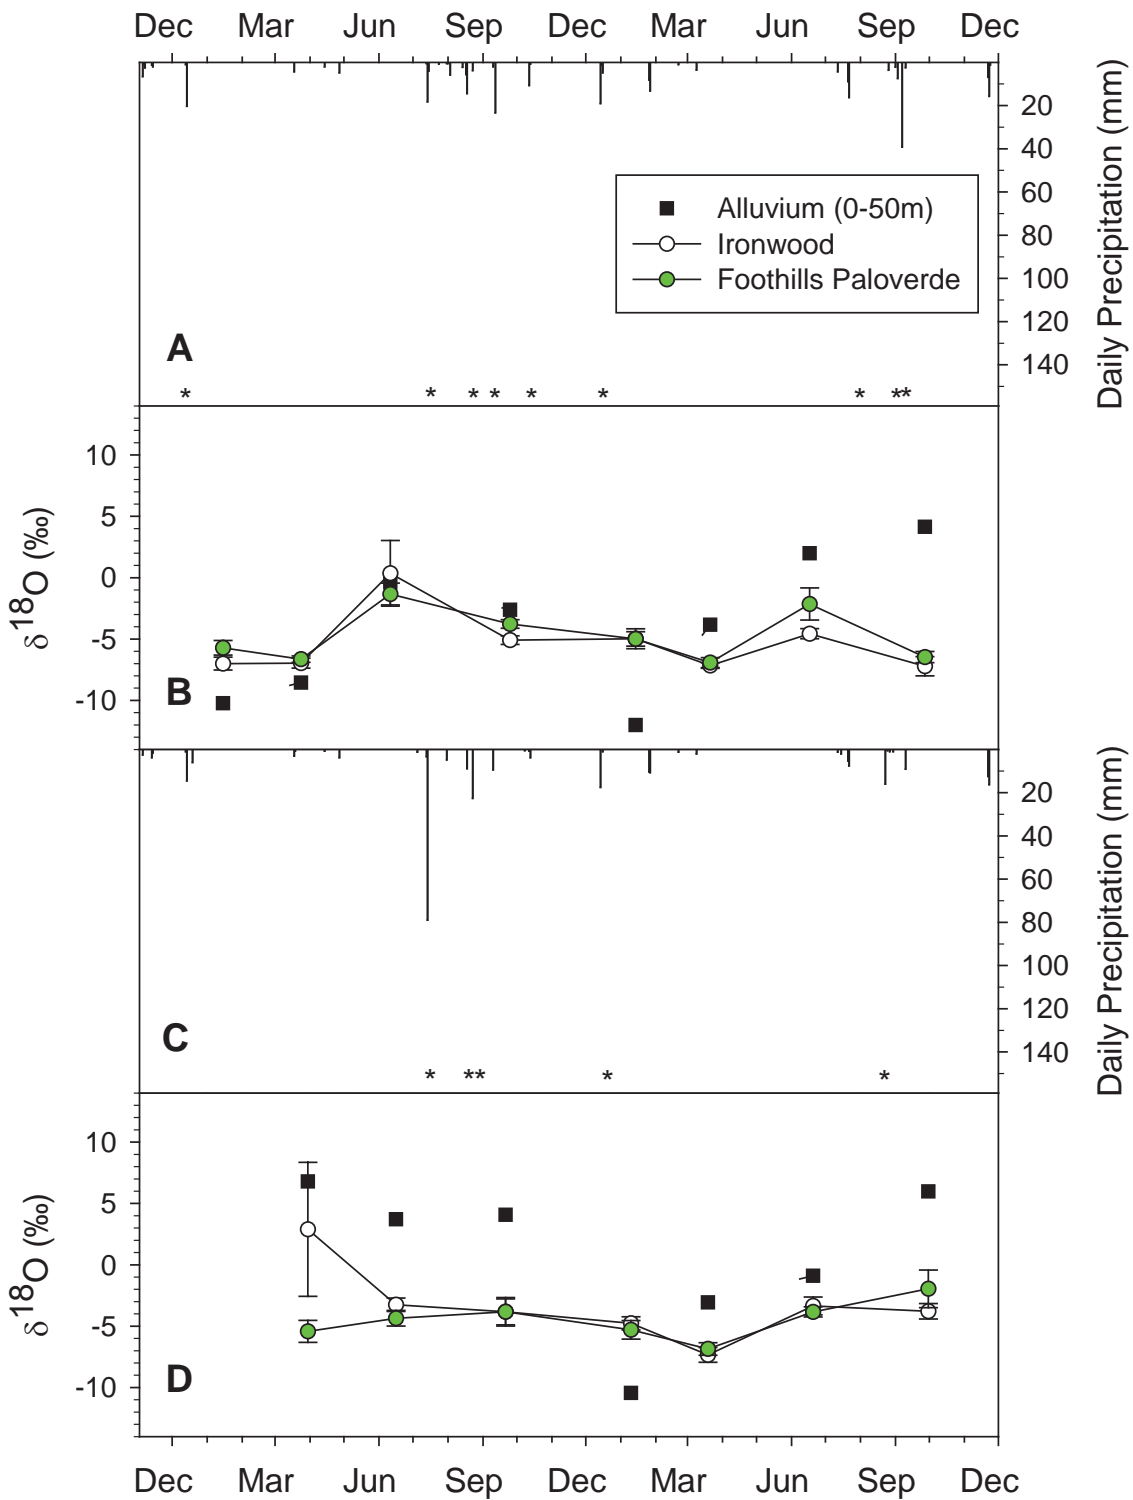 Dec Mar Jun Sep Dec Mar Jun Sep Dec
20
40
60
80
100
120
140
Daily Precipitation (mm)
Alluvium (0-50m)
Ironwood
Foothills Paloverde
A
* * * * * * * **
10
5
0
-5
-10
δ18O (‰)
B
20
40
60
80
100
120
140
Daily Precipitation (mm)
C
* ** * *
10
5
0
-5
-10
δ18O (‰)
D
Dec Mar Jun Sep Dec Mar Jun Sep Dec